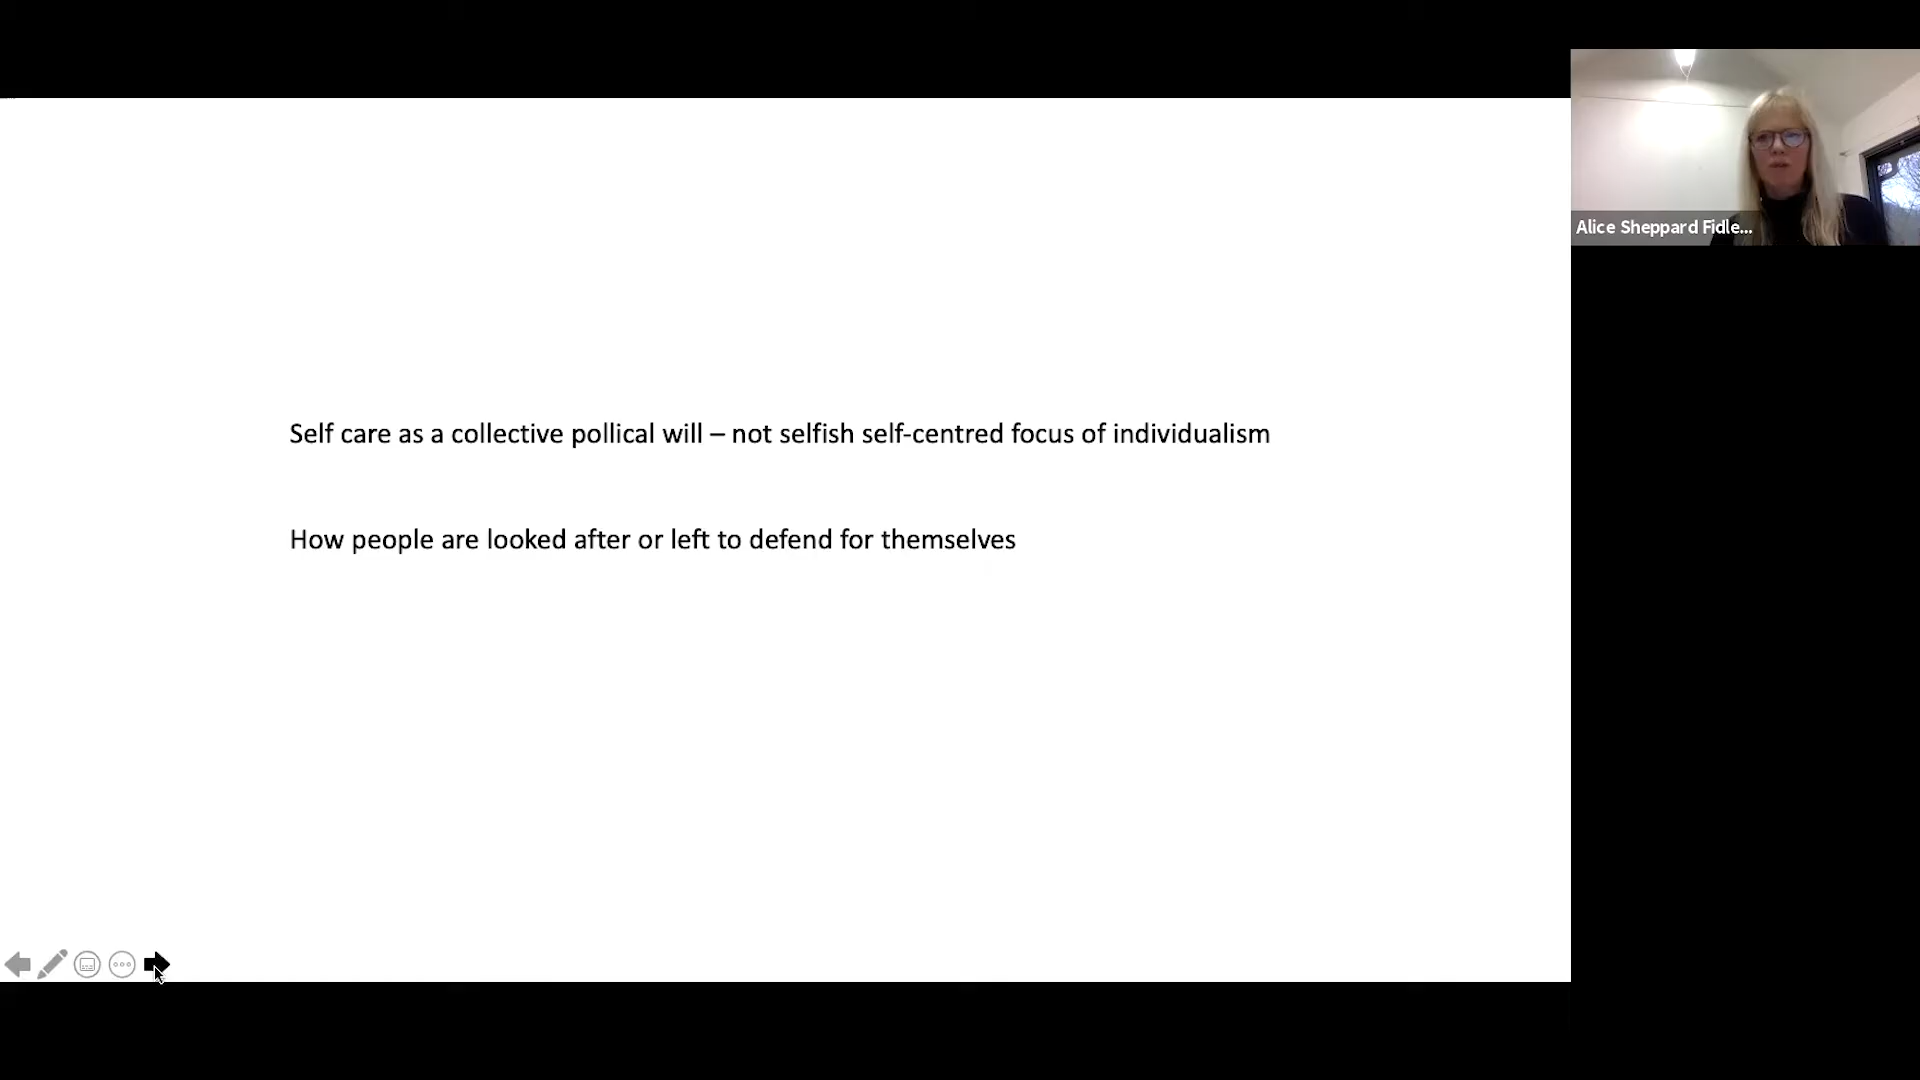 Self care as a collective pollical will – not selfish self-centred focus of individualism
How people are looked after or left to defend for themselves
Alice Sheppard Fidle...